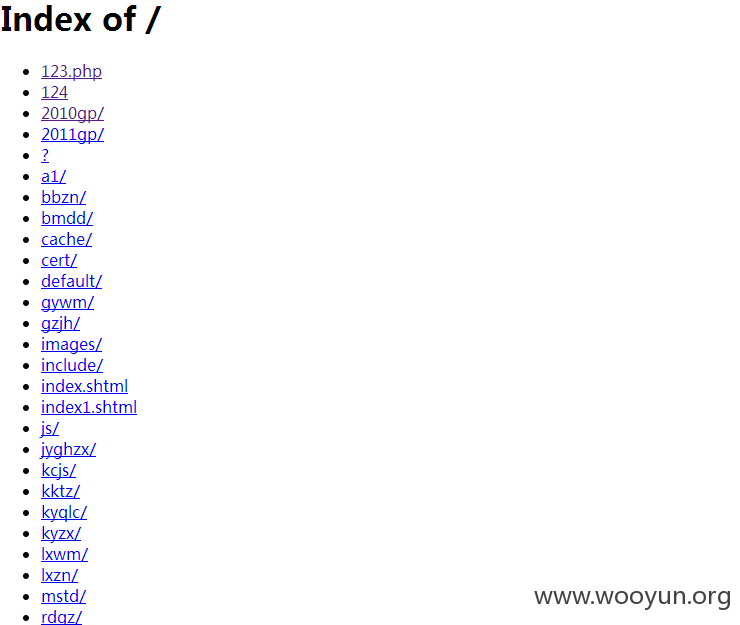 Index of /
123.php
124
2010gp/
2011gp/
?
a1/
bbzn/
bmdd/
cache/
cert/
default/
gywm/
gzjh/
images/
include/
index.shtml
index1.shtml
js/
jyghzx/
kcjs/
kktz/
kyqlc/
kyzx/
lxwm/
lxzn/
mstd/
rdgz/
www.wooyun.org